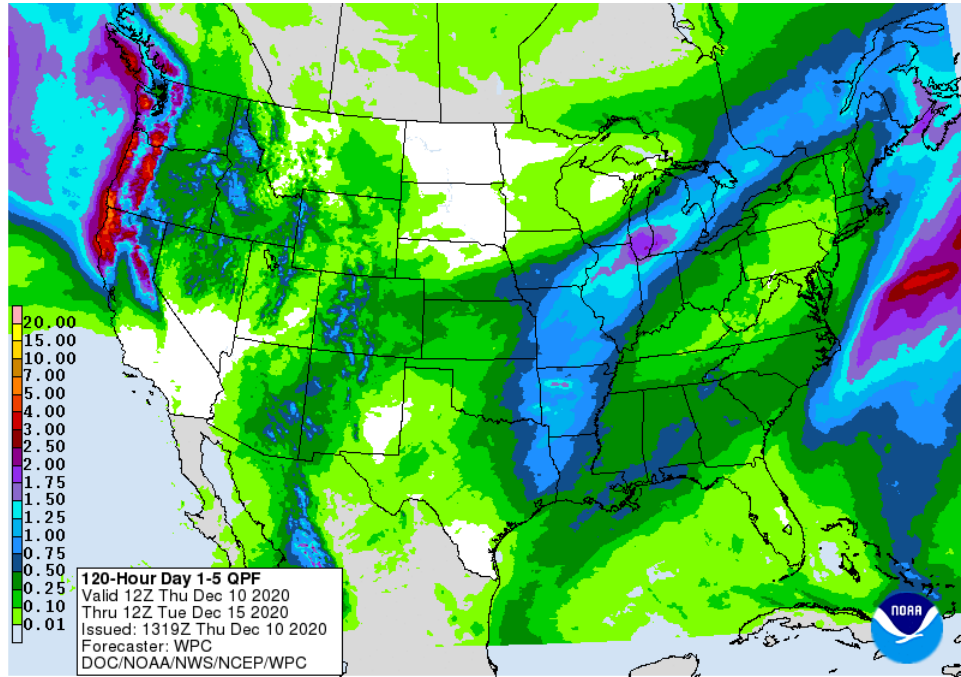 20.00
15.00
10.00
7.00
5.00
4.00
3.00
2.50
2.00
1.75
1.50
1.25
1.00
0.75
0.50
0.25
0.10
0.01
120-Hour Day 1-5 QPF
Valid 12Z Thu Dec 10 2020
Thru 12Z Tue Dec 15 2020
Issued: 1319Z Thu Dec 10 2020
Forecaster: WPC
DOC/NOAA/NWS/NCEP/WPC
NOAA